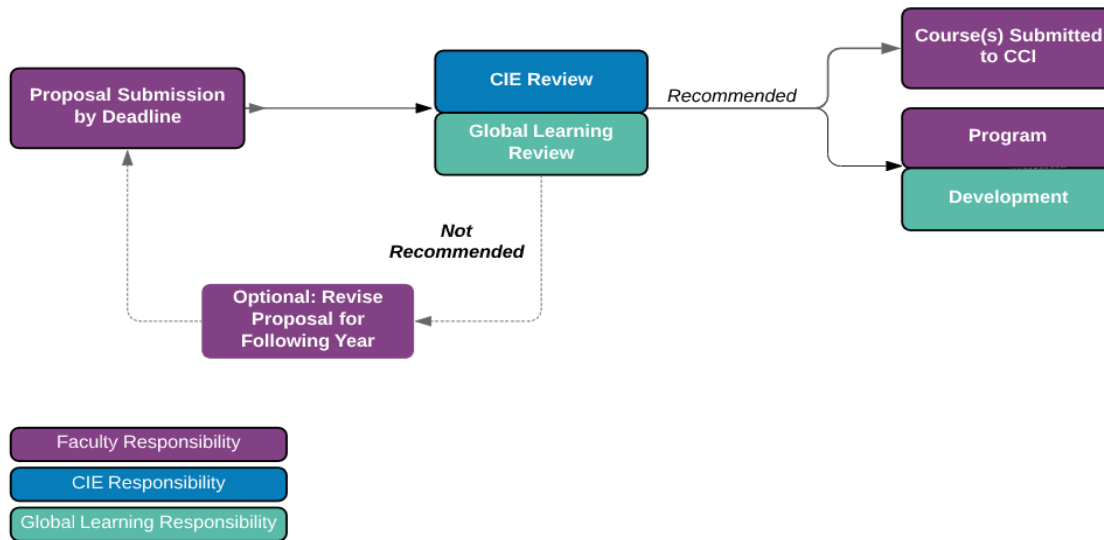 Proposal Submission
by Deadline
CIE Review
Global Learning
Review
Recommended
Course(s) Submitted
to CCI
Program
Development
Not
Recommended
Optional: Revise
Proposal for
Following Year
Faculty Responsibility
CIE Responsibility
Global Learning Responsibility